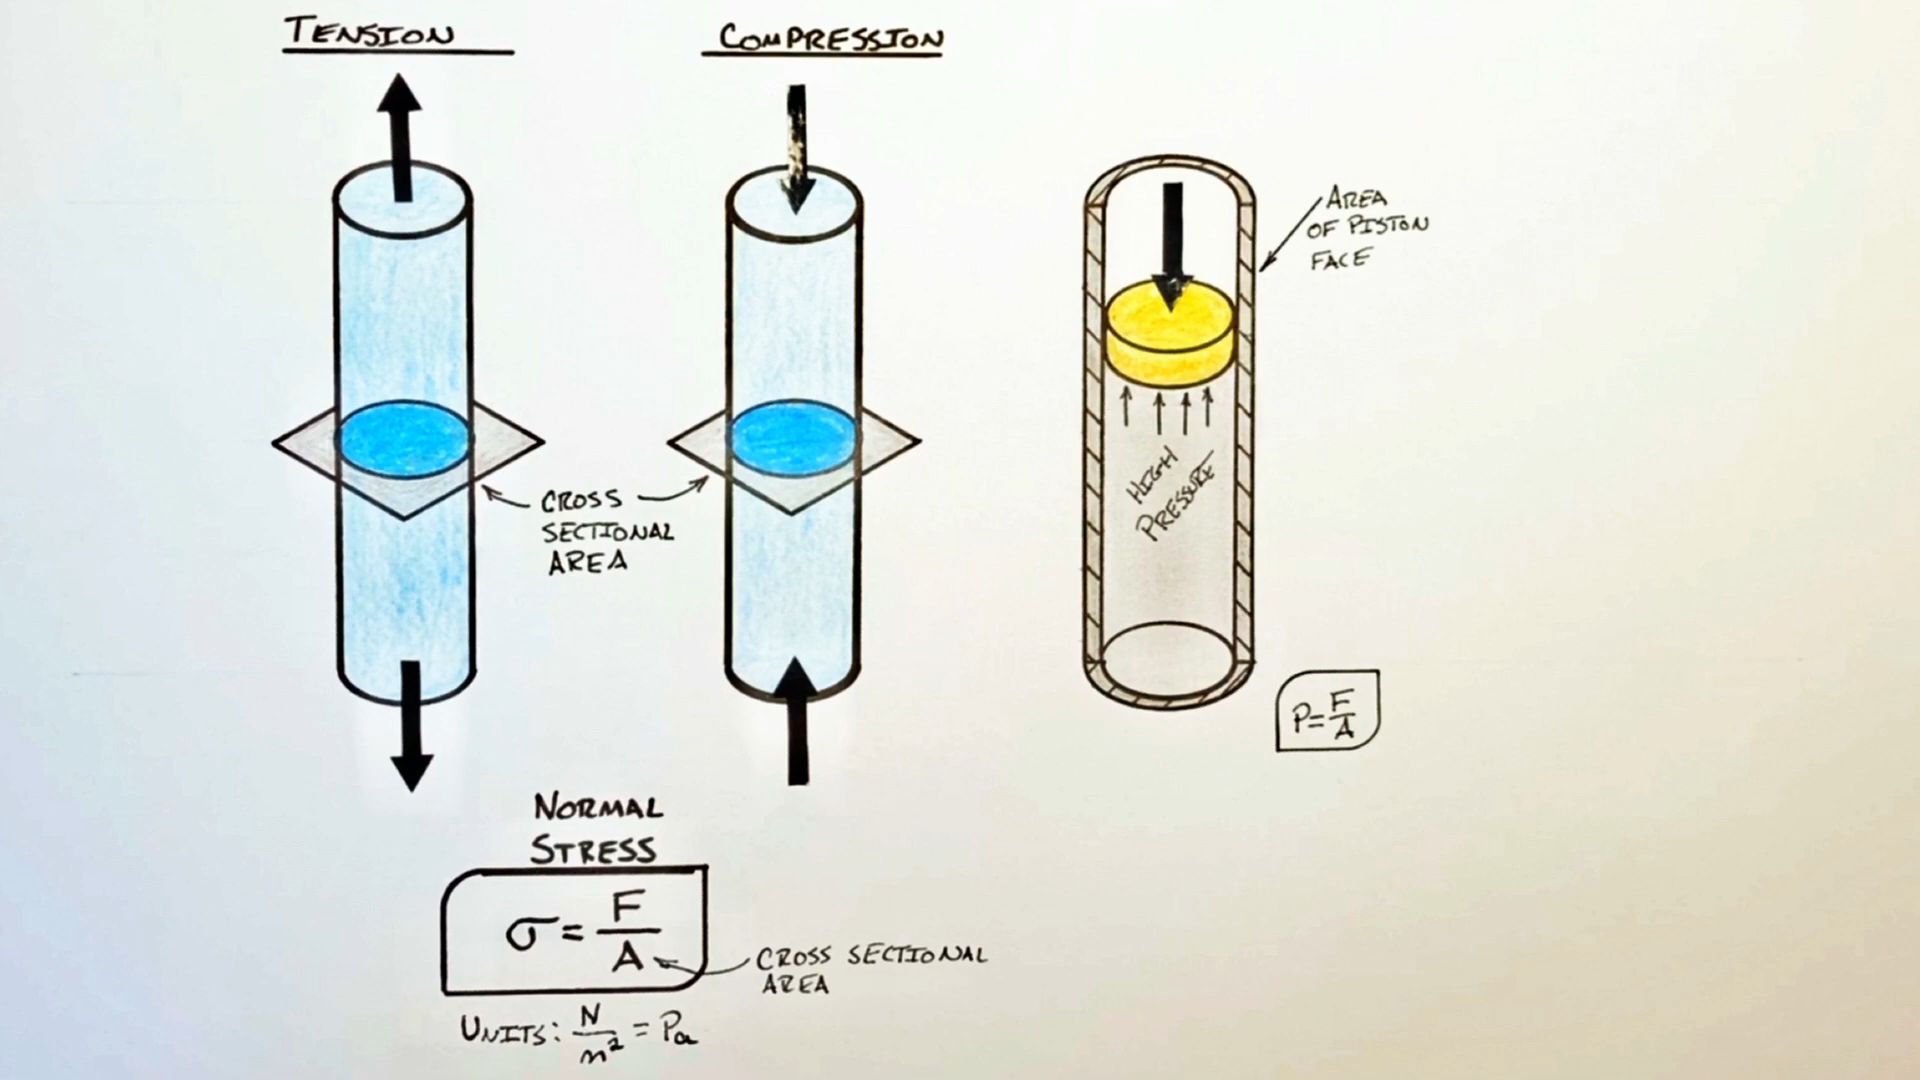 TENSION
COMPRESSION
AREA
OF PISTON
FACE
CROSS
SECTIONAL
AREA
HIGH
PRESSURE
P=F/A
NORMAL
STRESS
σ=F/A
CROSS SECTIONAL
AREA
UNITS: N/m² = Pa